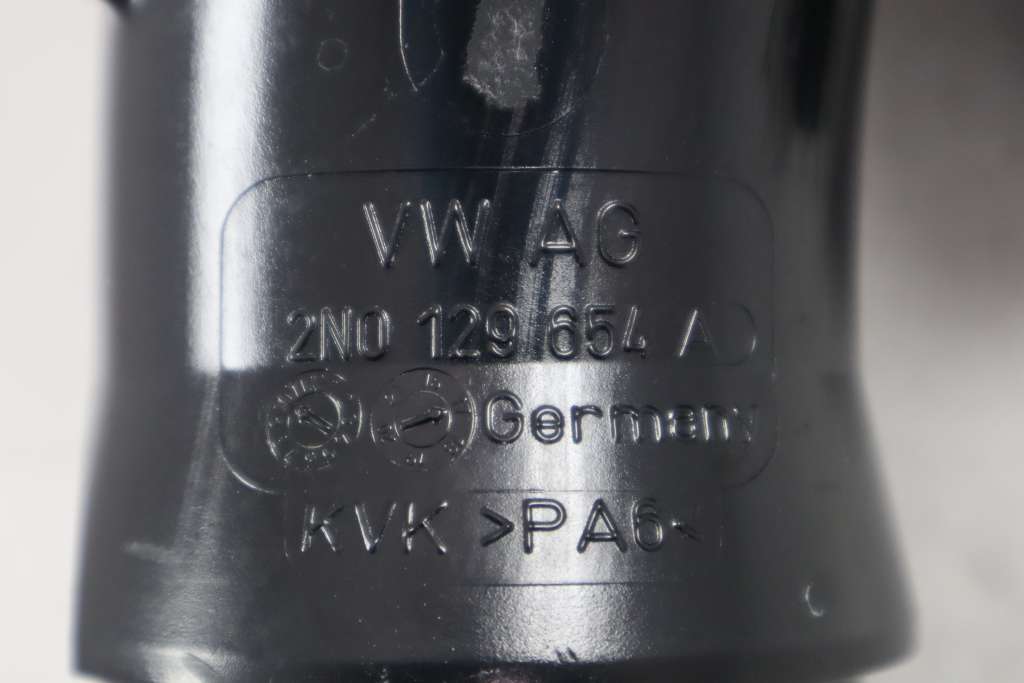 VW AG
2N0 129 654 A
Germany
KVK >PA6<